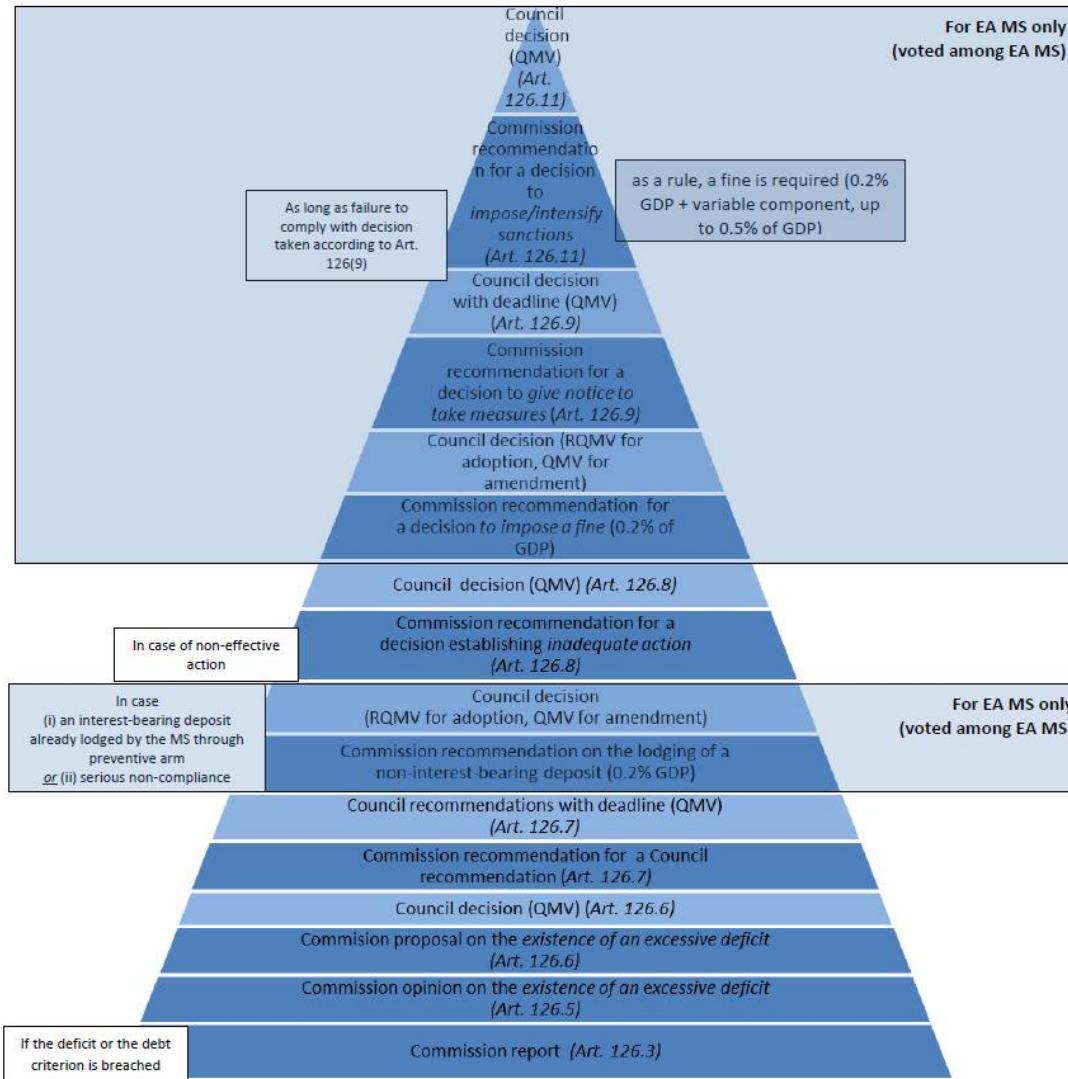 Council
decision
(QMV)
(Art.
126.11)
For EA MS only
(voted among EA MS)
Commission
recommendatio
n for a decision
to
impose/intensify
sanctions
(Art. 126.11)
As long as failure to
comply with decision
taken according to Art.
126(9)
as a rule, a fine is required (0.2%
GDP + variable component, up
to 0.5% of GDP)
Council decision
with deadline (QMV)
(Art. 126.9)
Commission
recommendation for a
decision to give notice to
take measures (Art. 126.9)
Council decision (RQMV for
adoption, QMV for
amendment)
Commission recommendation for
a decision to impose a fine (0.2% of
GDP)
Council decision (QMV) (Art. 126.8)
In case of non-effective
action
Commission recommendation for a
decision establishing inadequate action
(Art. 126.8)
In case
(i) an interest-bearing deposit
already lodged by the MS through
preventive arm
or (ii) serious non-compliance
Council decision
(RQMV for adoption, QMV for amendment)
For EA MS only
(voted among EA MS
Commission recommendation on the lodging of a
non-interest-bearing deposit (0.2% GDP)
Council recommendations with deadline (QMV)
(Art. 126.7)
Commission recommendation for a Council
recommendation (Art. 126.7)
Council decision (QMV) (Art. 126.6)
Commision proposal on the existence of an excessive deficit
(Art. 126.6)
Commission opinion on the existence of an excessive deficit
(Art. 126.5)
If the deficit or the debt
criterion is breached
Commission report (Art. 126.3)